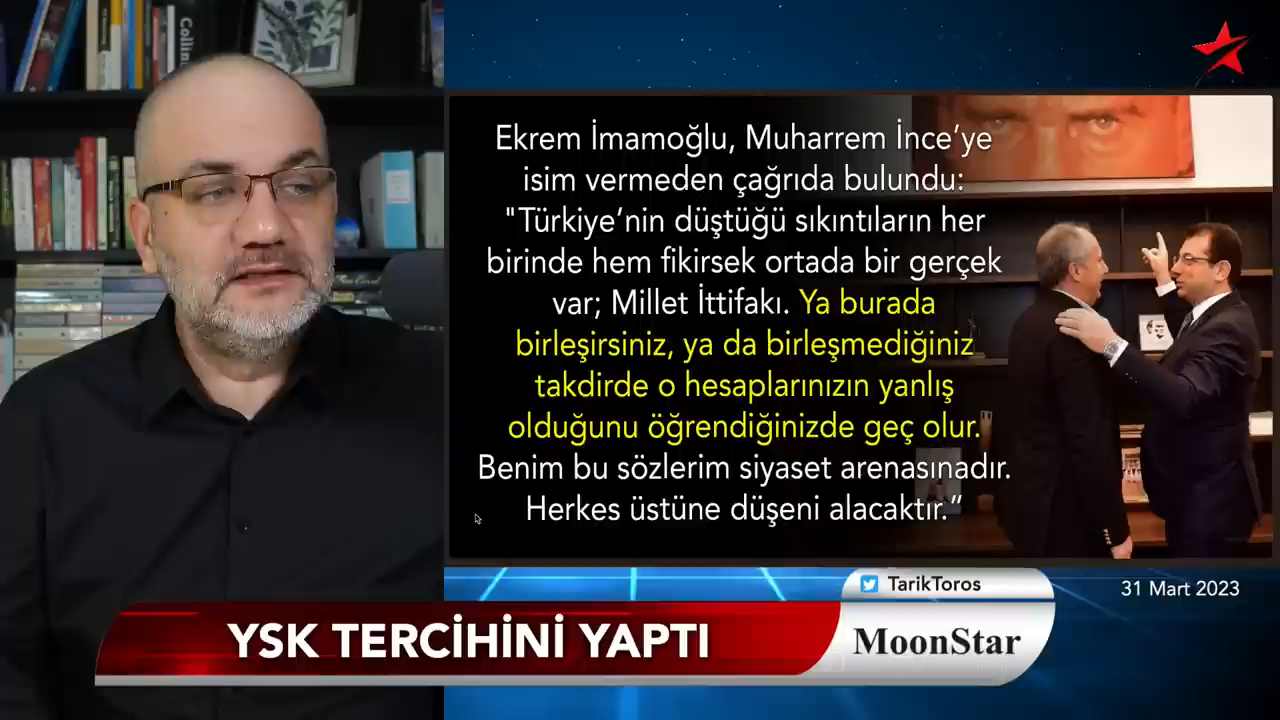 Collins
Ekrem İmamoğlu, Muharrem İnce’ye
isim vermeden çağrıda bulundu:
"Türkiye’nin düştüğü sıkıntıların her
birinde hem fikirsek ortada bir gerçek
var; Millet İttifakı. Ya burada
birleşirsiniz, ya da birleşmediğiniz
takdirde o hesaplarınızın yanlış
olduğunu öğrendiğinizde geç olur.
Benim bu sözlerim siyaset arenasınadır.
Herkes üstüne düşeni alacaktır.”
TarikToros
31 Mart 2023
YSK TERCİHİNİ YAPTI
MoonStar